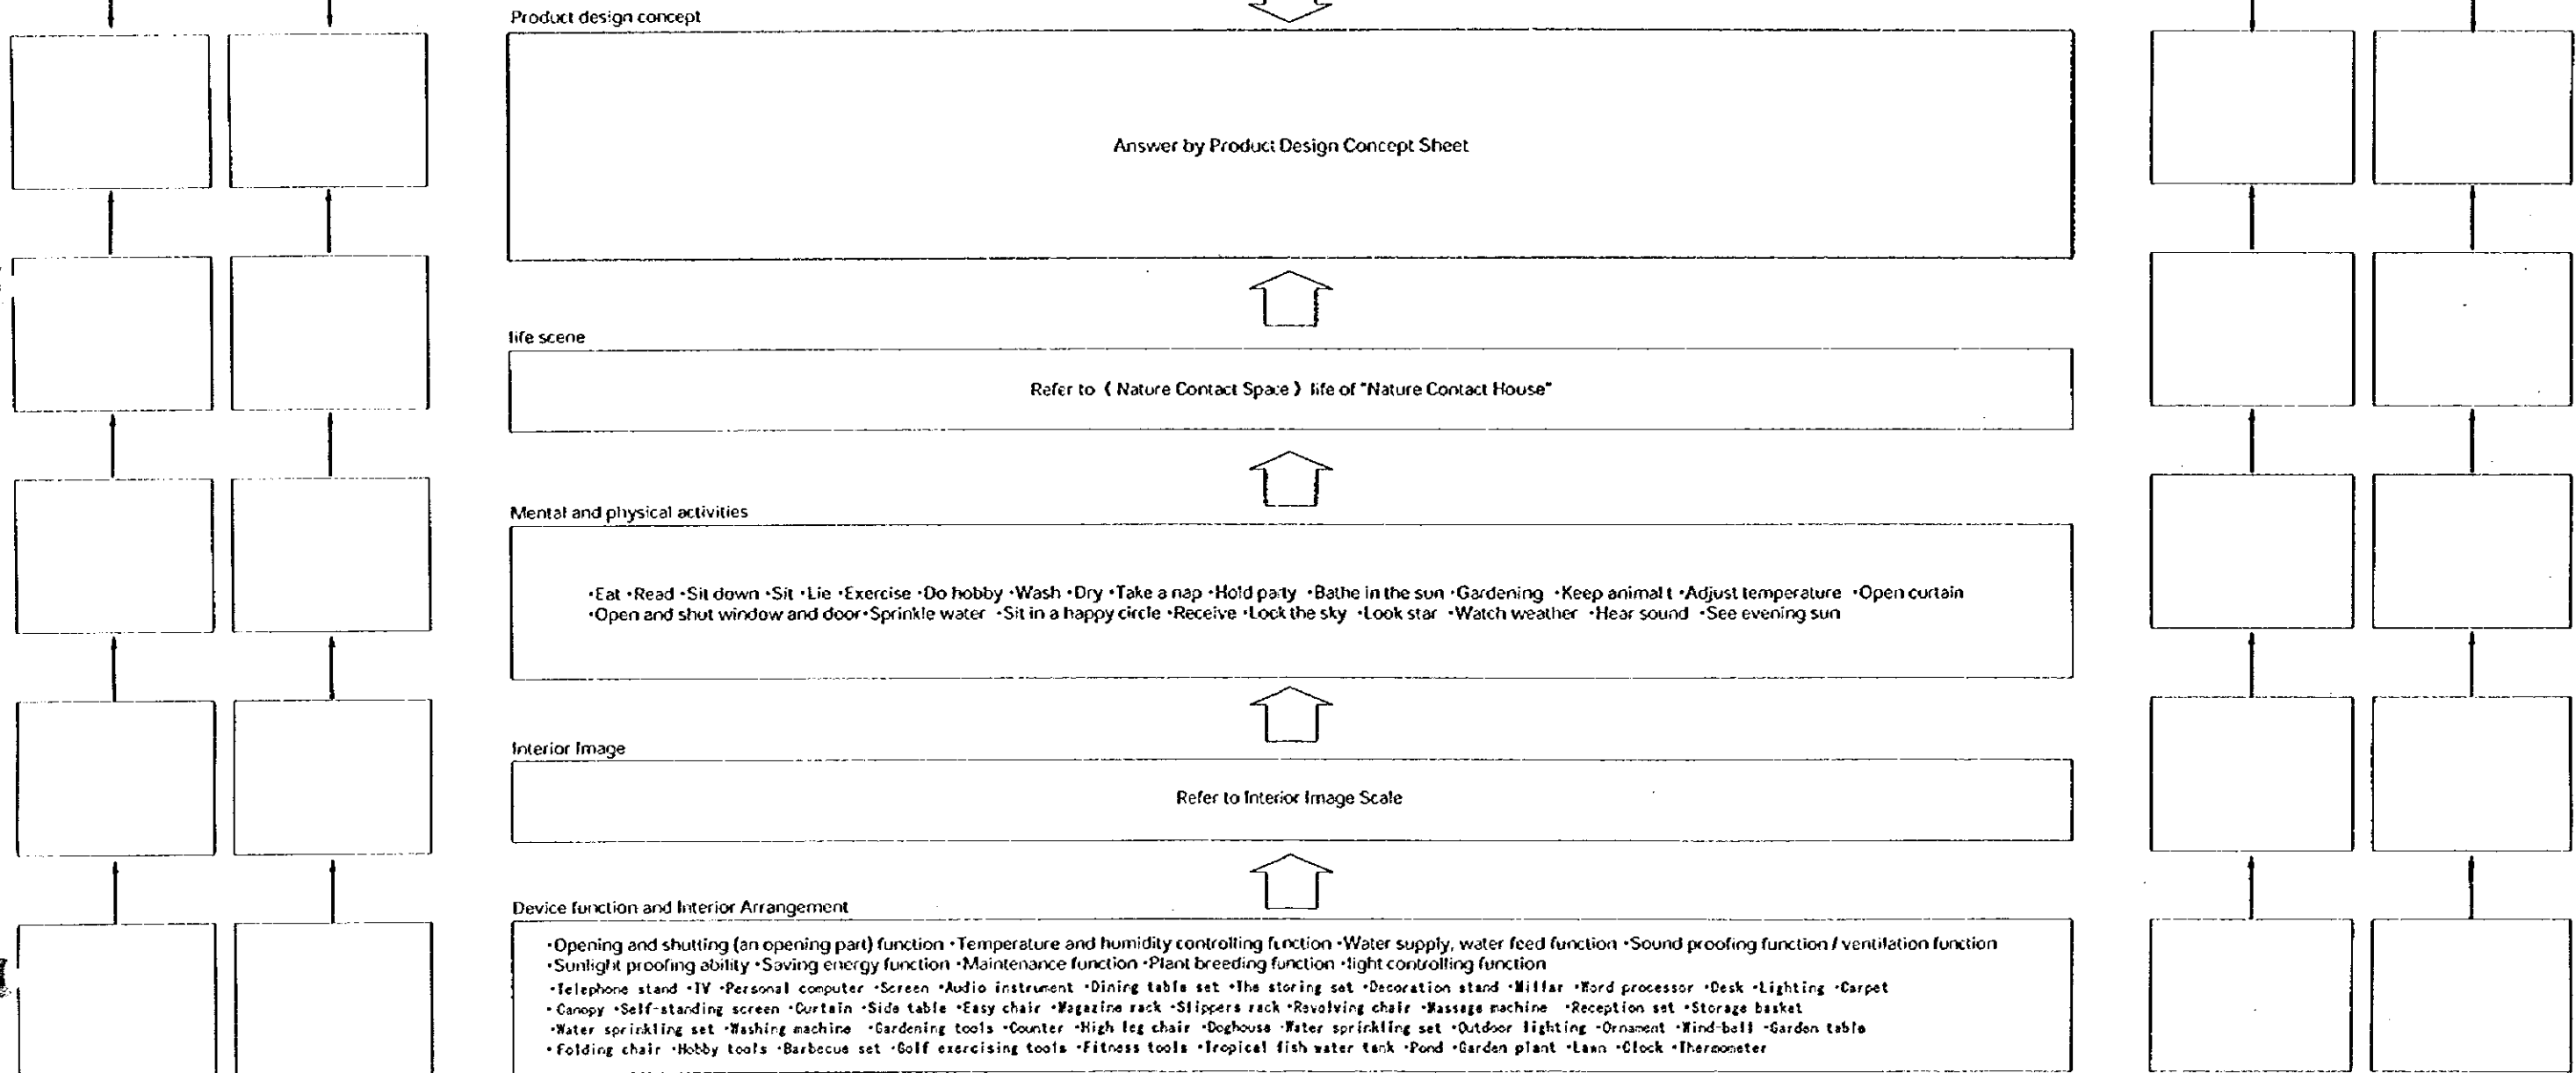 Product design concept
Answer by Product Design Concept Sheet
life scene
Refer to《 Nature Contact Space》 life of "Nature Contact House"
Mental and physical activities
・Eat ・Read ・Sit down ・Sit ・Lie ・Exercise ・Do hobby ・Wash ・Dry ・Take a nap ・Hold party ・Bathe in the sun ・Gardening ・Keep animal t ・Adjust temperature ・Open curtain
・Open and shut window and door ・Sprinkle water ・Sit in a happy circle ・Receive ・Lock the sky ・Look star ・Watch weather ・Hear sound ・See evening sun
Interior Image
Refer to Interior Image Scale
Device function and Interior Arrangement
・Opening and shutting (an opening part) function ・Temperature and humidity controlling function ・Water supply, water feed function ・Sound proofing function / ventilation function
・Sunlight proofing ability ・Saving energy function ・Maintenance function ・Plant breeding function ・light controlling function
・Telephone stand ・TV ・Personal computer ・Screen ・Audio instrument ・Dining table set ・The storing set ・Decoration stand ・Millar ・Word processor ・Desk ・Lighting ・Carpet
・Canopy ・Self-standing screen ・Curtain ・Side table ・Easy chair ・Magazine rack ・Slippers rack ・Revolving chair ・Massage machine ・Reception set ・Storage basket
・Water sprinkling set ・Washing machine ・Gardening tools ・Counter ・High leg chair ・Doghouse ・Water sprinkling set ・Outdoor lighting ・Ornament ・Wind-bell ・Garden table
・Folding chair ・Hobby tools ・Barbecue set ・Golf exercising tools ・Fitness tools ・Tropical fish water tank ・Pond ・Garden plant ・Lawn ・Clock ・Thermometer